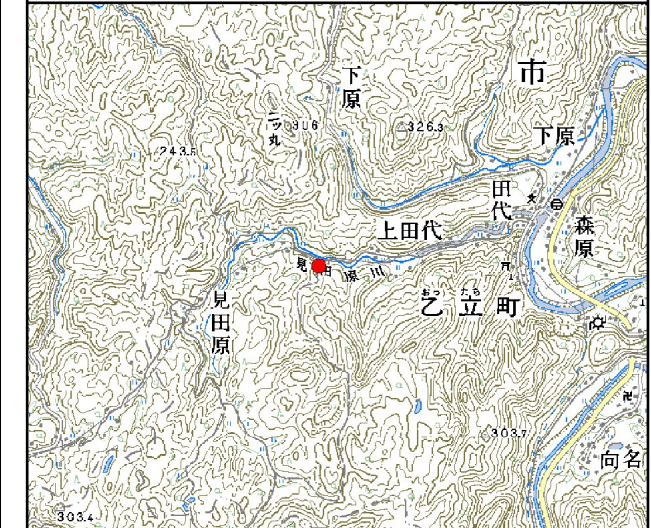 市
下原
二ッ丸
306
326.3
243.5
下原
田代
上田代
森原
見田原川
見田原
おっ たち
乙立町
303.7
向名
303.4